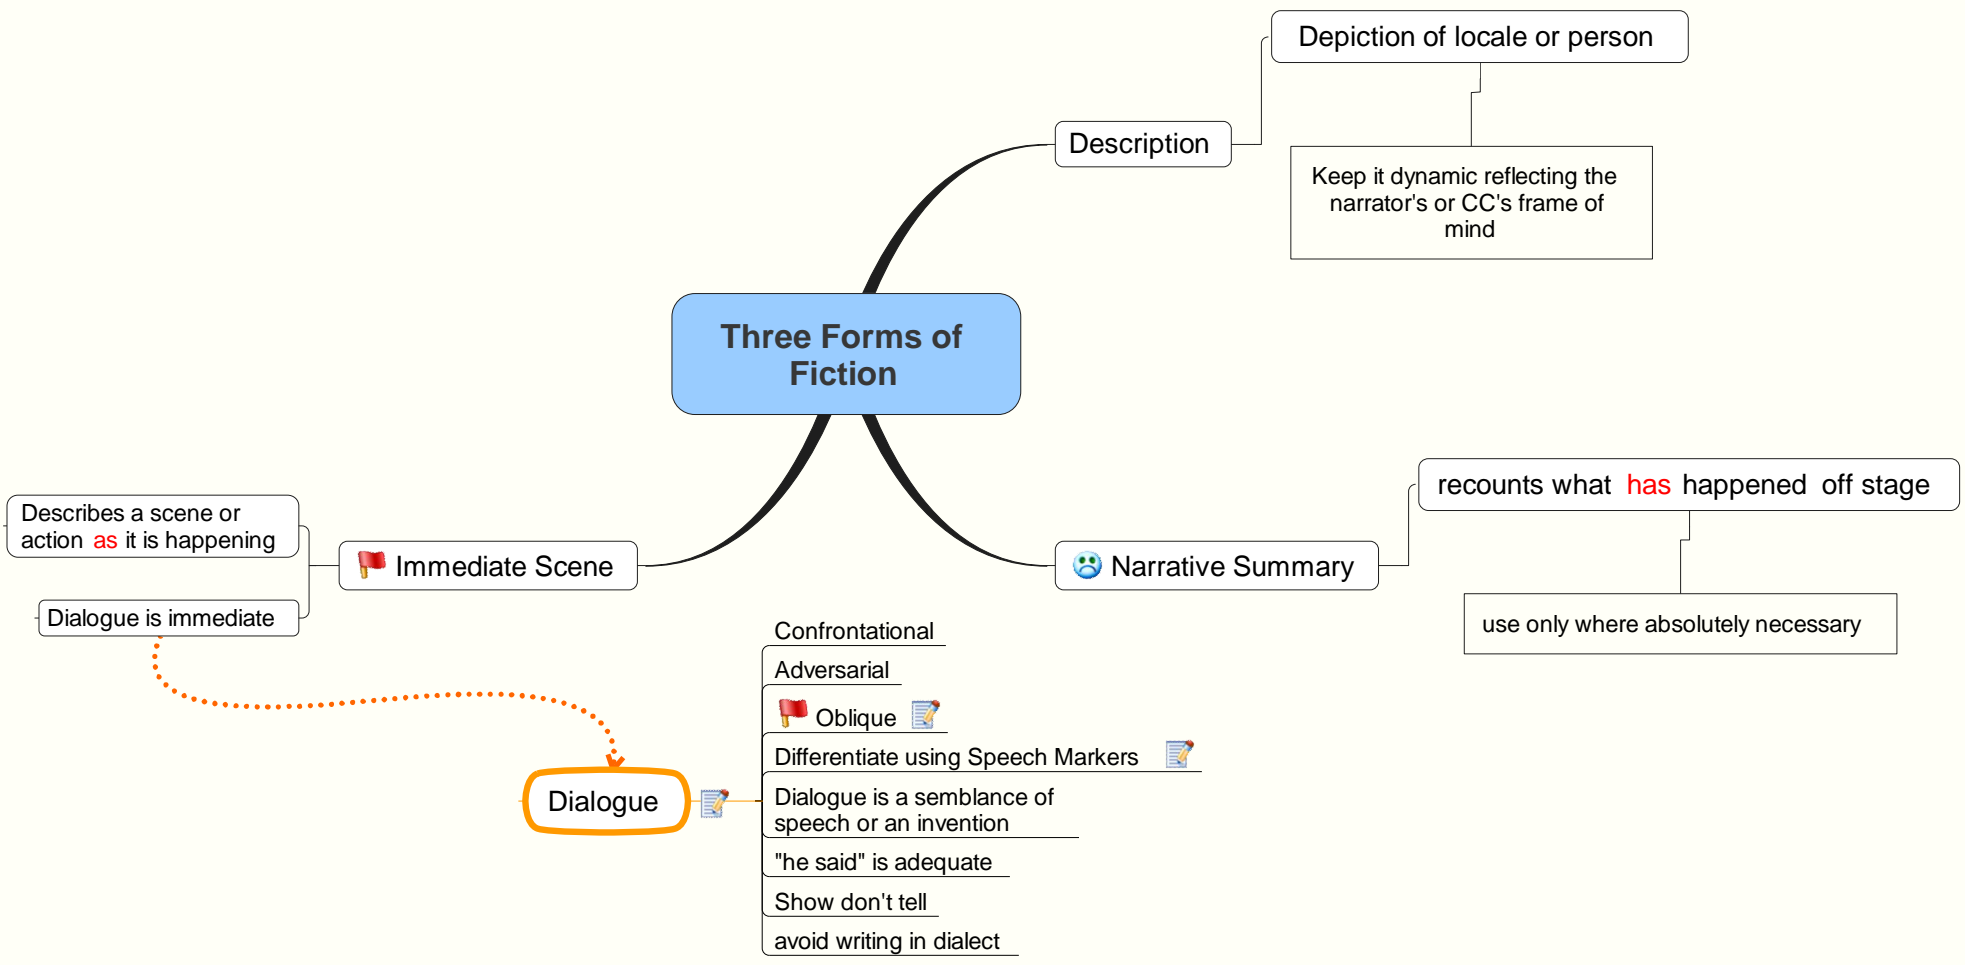 Depiction of locale or person
Description
Keep it dynamic reflecting the
narrator's or CC's frame of
mind
Three Forms of
Fiction
recounts what has happened off stage
Narrative Summary
use only where absolutely necessary
Immediate Scene
Describes a scene or
action as it is happening
Dialogue is immediate
Dialogue
Confrontational
Adversarial
Oblique
Differentiate using Speech Markers
Dialogue is a semblance of
speech or an invention
"he said" is adequate
Show don't tell
avoid writing in dialect